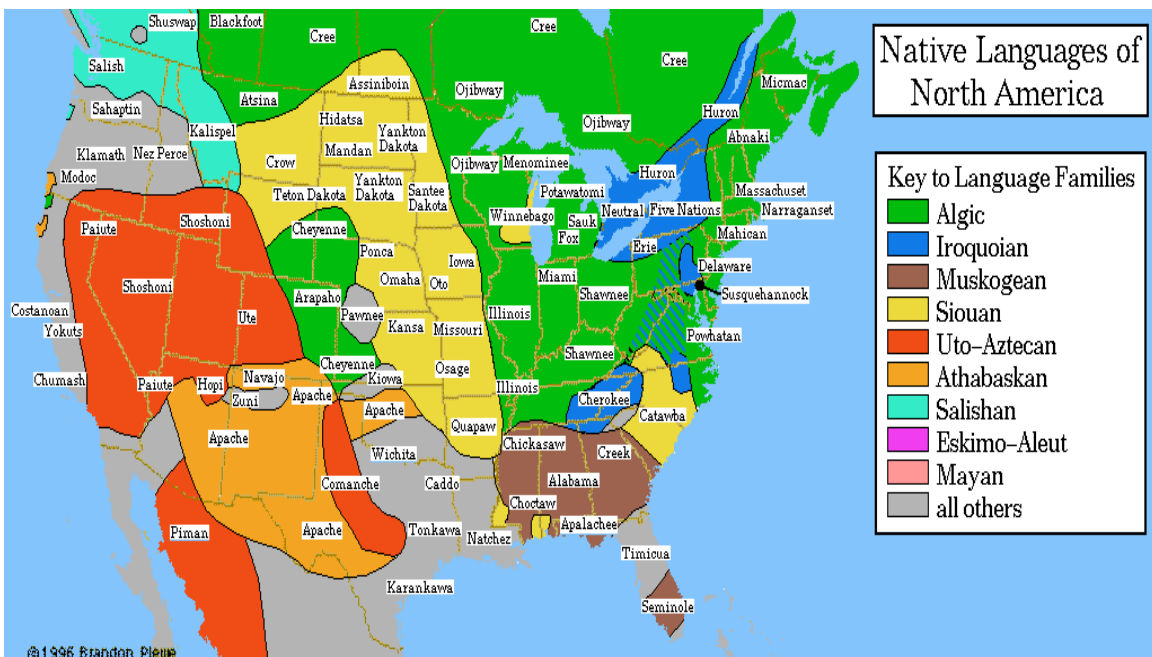 Native Languages of
North America
Key to Language Families
Algic
Iroquoian
Muskogean
Siouan
Uto-Aztecan
Athabaskan
Salishan
Eskimo-Aleut
Mayan
all others
Shuswap
Blackfoot
Cree
Cree
Cree
Salish
Assiniboin
Micmac
Atsina
Ojibway
Sahaptin
Huron
Hidatsa
Ojibway
Kalispel
Yankton
Dakota
Abnaki
Klamath
Nez Perce
Mandan
Crow
Ojibway
Menominee
Huron
Modoc
Teton Dakota
Yankton
Dakota
Santee
Dakota
Potawatomi
Massachuset
Winnebago
Sauk
Neutral
Five Nations
Narraganset
Shoshoni
Paiute
Cheyenne
Fox
Mahican
Ponca
Erie
Iowa
Delaware
Omaha
Oto
Miami
Shoshoni
Arapaho
Shawnee
Susquehannock
Costanoan
Pawnee
Illinois
Yokuts
Ute
Kansa
Missouri
Powhatan
Shawnee
Cheyenne
Osage
Chumash
Paiute
Hopi
Navajo
Kiowa
Illinois
Zuni
Apache
Cherokee
Apache
Catawba
Quapaw
Apache
Chickasaw
Creek
Wichita
Comanche
Caddo
Alabama
Choctaw
Piman
Apache
Tonkawa
Apalachee
Natchez
Timicua
Karankawa
Seminole
©1996 Brandon Plewe